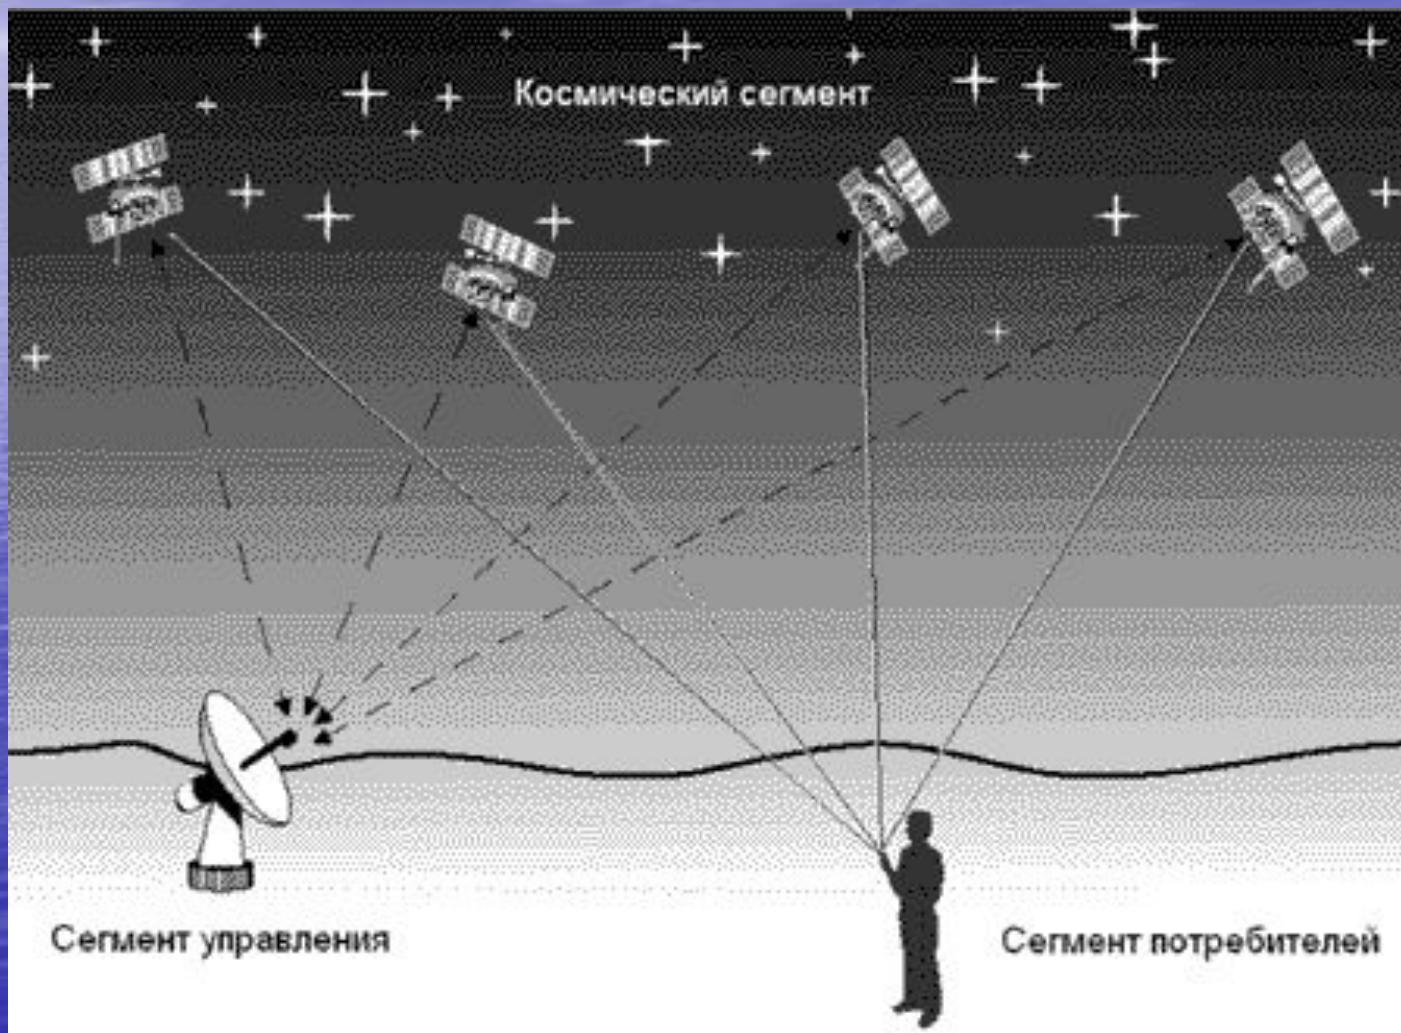 Космический сегмент
Сегмент управления
Сегмент потребителей